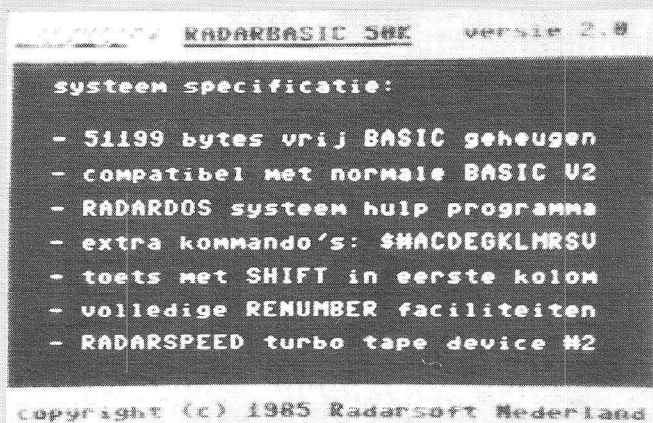 RADARBASIC 50K versie 2.0
systeem specificatie:
- 51199 bytes vrij BASIC geheugen
- compatibel met normale BASIC V2
- RADARDOS systeem hulp programma
- extra kommando's: $#ACDEGKLMRSV
- toets met SHIFT in eerste kolom
- volledige RENUMBER faciliteiten
- RADARSPEED turbo tape device #2
copyright (c) 1985 Radarsoft Nederland